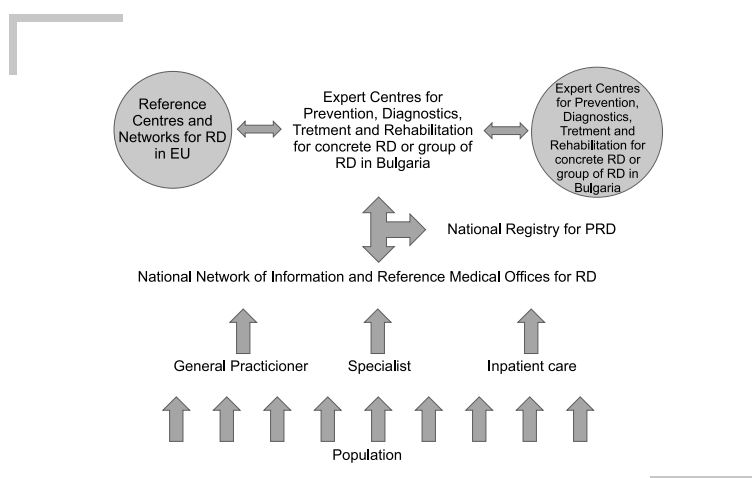 Reference
Centres and
Networks for RD
in EU
Expert Centres for
Prevention, Diagnostics,
Tretment and Rehabilitation
for concrete RD or group of
RD in Bulgaria
Expert Centres
for Prevention,
Diagnostics,
Tretment and
Rehabilitation for
concrete RD or
group of RD in
Bulgaria
National Registry for PRD
National Network of Information and Reference Medical Offices for RD
General Practicioner
Specialist
Inpatient care
Population